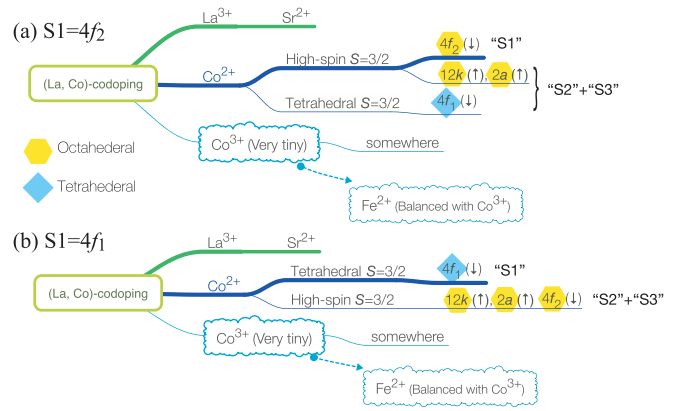 (a) S1=4f₂
La³⁺ Sr²⁺
High-spin S=3/2 4f₂(↓) "S1"
(La, Co)-codoping Co²⁺ 12k(↑), 2a(↑) "S2"+"S3"
Tetrahedral S=3/2 4f₁(↓)
Co³⁺ (Very tiny) somewhere
Octahederal
Tetrahederal
Fe²⁺ (Balanced with Co³⁺)
(b) S1=4f₁
La³⁺ Sr²⁺
Tetrahedral S=3/2 4f₁(↓) "S1"
(La, Co)-codoping Co²⁺
High-spin S=3/2 12k(↑), 2a(↑) 4f₂(↓) "S2"+"S3"
Co³⁺ (Very tiny) somewhere
Fe²⁺ (Balanced with Co³⁺)